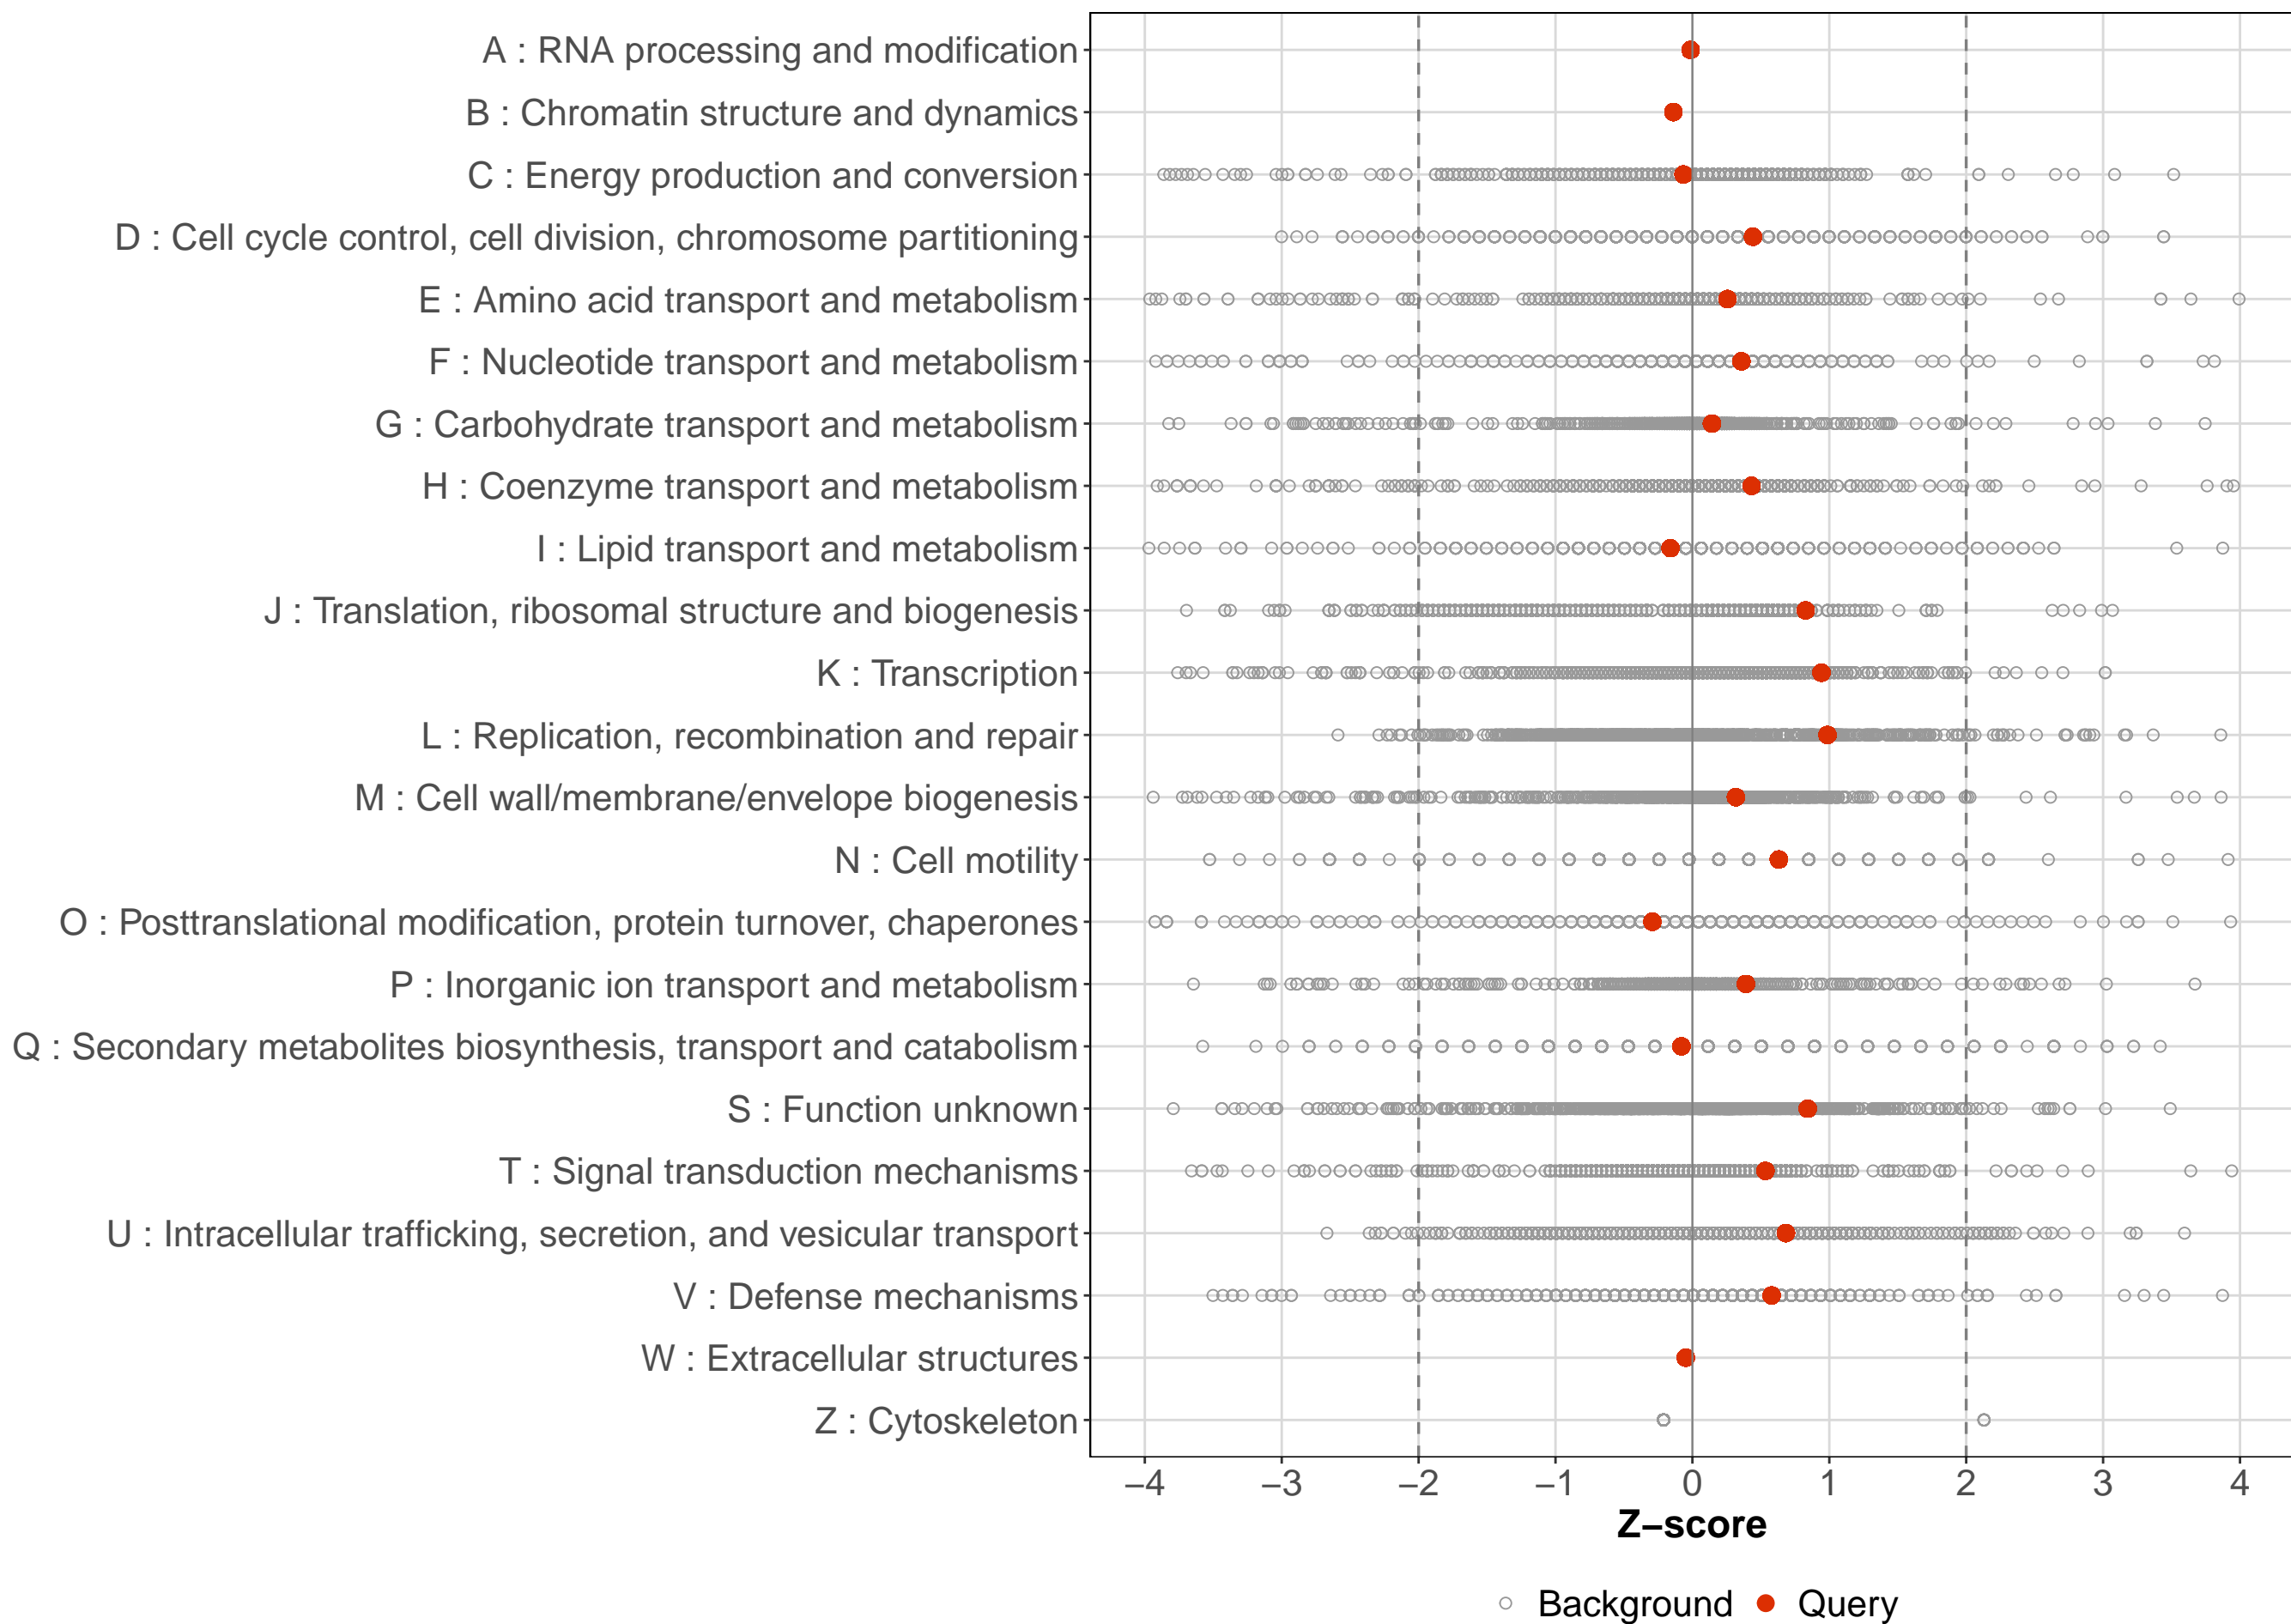 A : RNA processing and modification
B : Chromatin structure and dynamics
C : Energy production and conversion
D : Cell cycle control, cell division, chromosome partitioning
E : Amino acid transport and metabolism
F : Nucleotide transport and metabolism
G : Carbohydrate transport and metabolism
H : Coenzyme transport and metabolism
I : Lipid transport and metabolism
J : Translation, ribosomal structure and biogenesis
K : Transcription
L : Replication, recombination and repair
M : Cell wall/membrane/envelope biogenesis
N : Cell motility
O : Posttranslational modification, protein turnover, chaperones
P : Inorganic ion transport and metabolism
Q : Secondary metabolites biosynthesis, transport and catabolism
S : Function unknown
T : Signal transduction mechanisms
U : Intracellular trafficking, secretion, and vesicular transport
V : Defense mechanisms
W : Extracellular structures
Z : Cytoskeleton
−4 −3 −2 −1 0 1 2 3 4
Z−score
Background Query